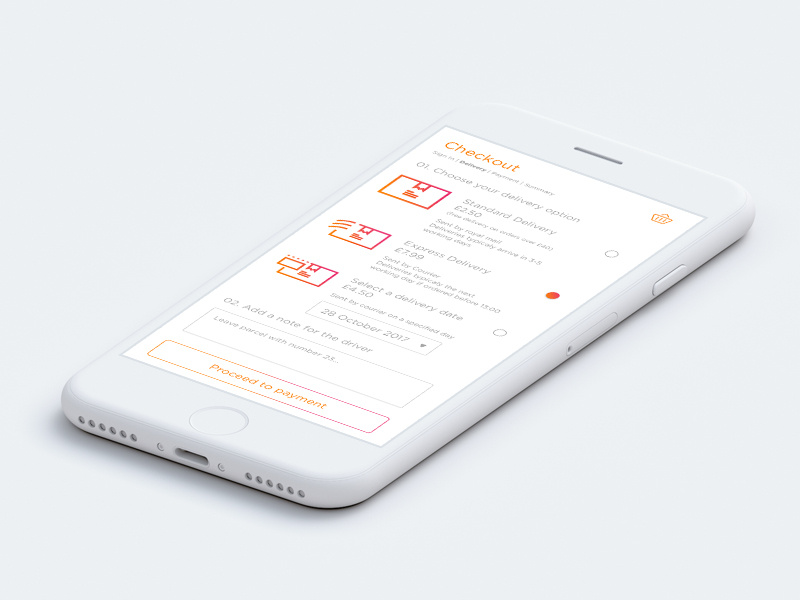 Checkout
Sign in / Delivery / Payment / Summary
01. Choose your delivery option
Standard Delivery
£2.50
(Free delivery on orders over £40)
Sent by royal mail
Deliveries typically arrive in 3-5
working days
Express Delivery
£7.99
Sent by Courier
Deliveries typically the next
working day if ordered before 13:00
Select a delivery date
£4.50
Sent by courier on a specified day
28 October 2017
02. Add a note for the driver
Leave parcel with number 23...
Proceed to payment